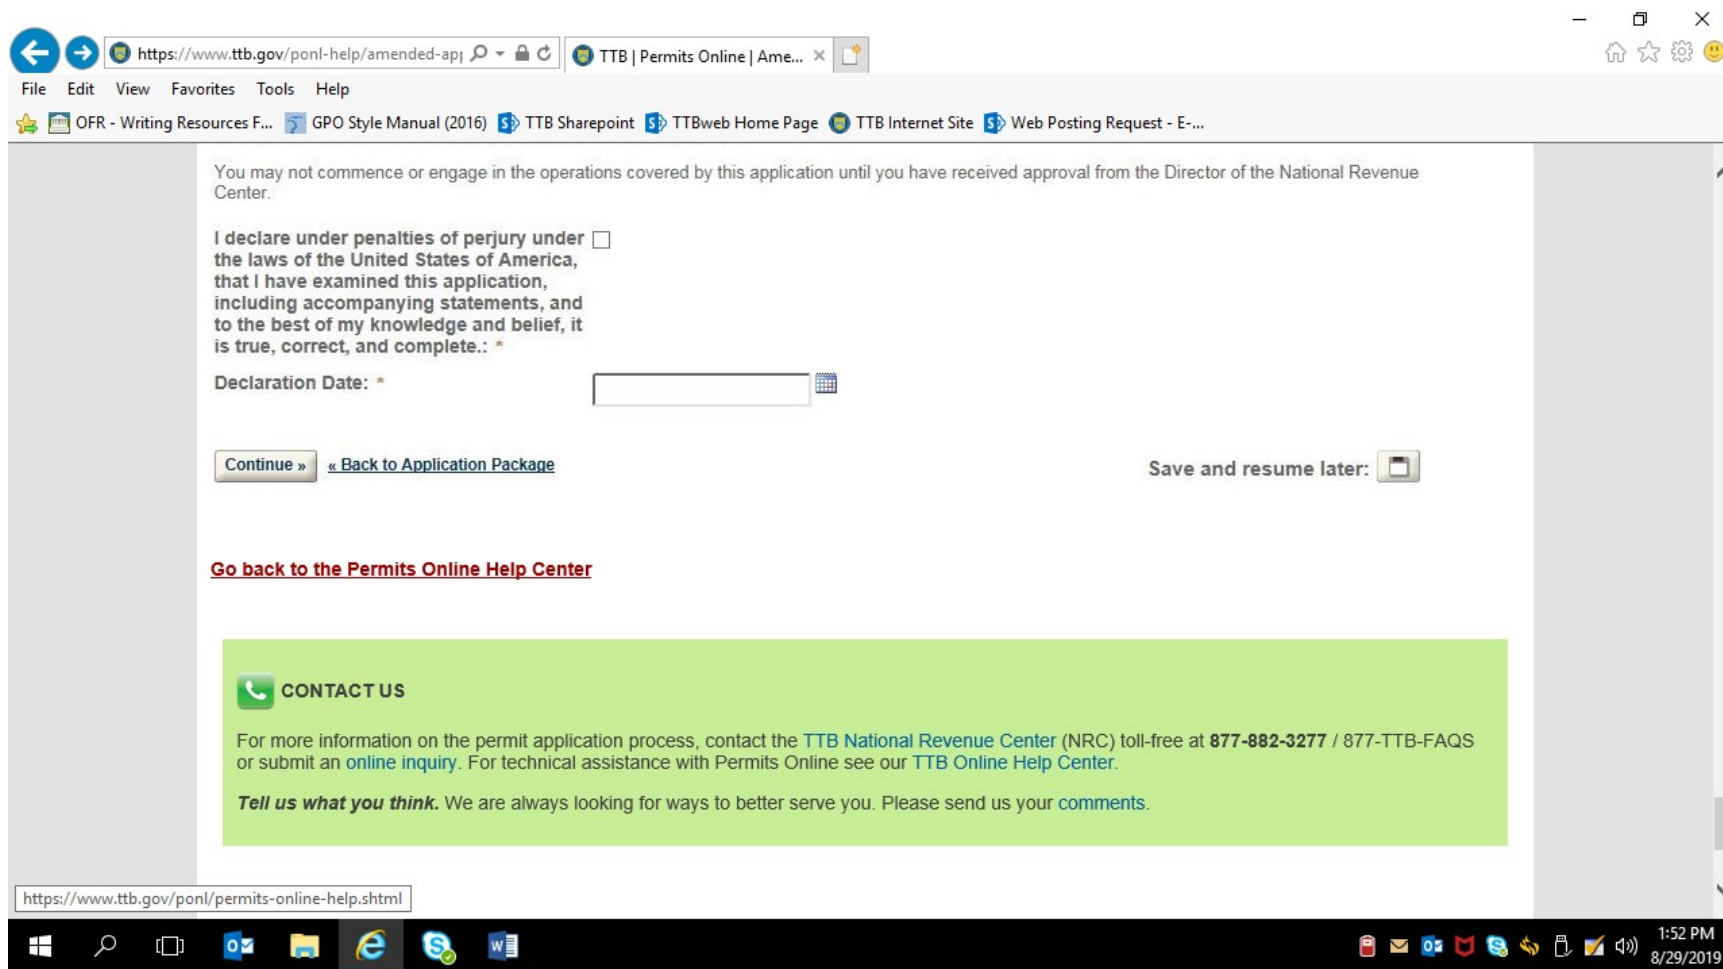 https://www.ttb.gov/ponl-help/amended-ap
TTB | Permits Online | Ame...
File Edit View Favorites Tools Help
OFR - Writing Resources F... GPO Style Manual (2016) TTB Sharepoint TTBweb Home Page TTB Internet Site Web Posting Request - E-...
You may not commence or engage in the operations covered by this application until you have received approval from the Director of the National Revenue
Center.
I declare under penalties of perjury under
the laws of the United States of America,
that I have examined this application,
including accompanying statements, and
to the best of my knowledge and belief, it
is true, correct, and complete.: *
Declaration Date: *
Continue » « Back to Application Package
Save and resume later:
Go back to the Permits Online Help Center
CONTACT US
For more information on the permit application process, contact the TTB National Revenue Center (NRC) toll-free at 877-882-3277 / 877-TTB-FAQS
or submit an online inquiry. For technical assistance with Permits Online see our TTB Online Help Center.
Tell us what you think. We are always looking for ways to better serve you. Please send us your comments.
https://www.ttb.gov/ponl/permits-online-help.shtml
1:52 PM
8/29/2019